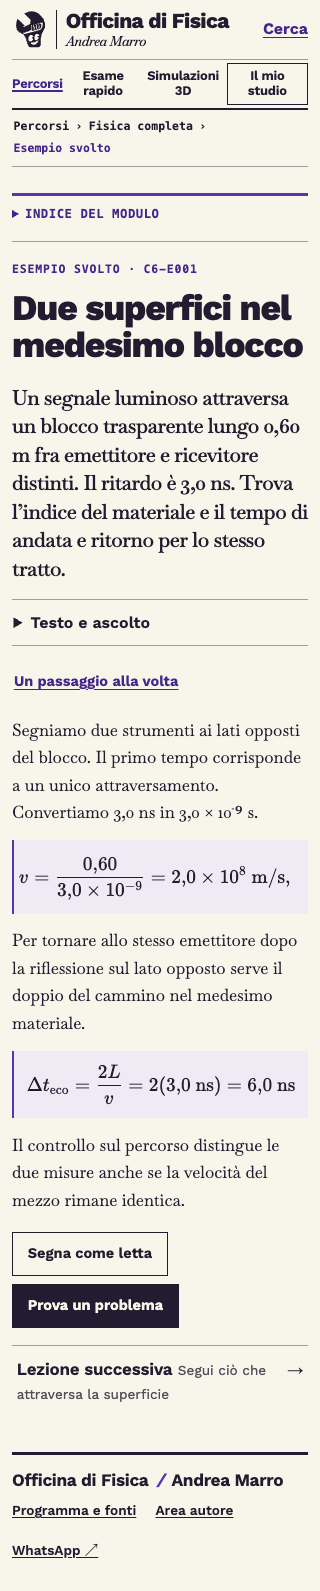 Officina di Fisica
Andrea Marro
Cerca
Percorsi
Esame rapido
Simulazioni 3D
Il mio studio
Percorsi › Fisica completa ›
Esempio svolto
▶ INDICE DEL MODULO
ESEMPIO SVOLTO · C6–E001
Due superfici nel
medesimo blocco
Un segnale luminoso attraversa
un blocco trasparente lungo 0,60
m fra emettitore e ricevitore
distinti. Il ritardo è 3,0 ns. Trova
l’indice del materiale e il tempo di
andata e ritorno per lo stesso
tratto.
▶ Testo e ascolto
Un passaggio alla volta
Segniamo due strumenti ai lati opposti
del blocco. Il primo tempo corrisponde
a un unico attraversamento.
Convertiamo 3,0 ns in 3,0 × 10⁻⁹ s.
v = 0,60 / (3,0 × 10⁻⁹) = 2,0 × 10⁸ m/s,
Per tornare allo stesso emettitore dopo
la riflessione sul lato opposto serve il
doppio del cammino nel medesimo
materiale.
Δt_eco = 2L / v = 2(3,0 ns) = 6,0 ns
Il controllo sul percorso distingue le
due misure anche se la velocità del
mezzo rimane identica.
Segna come letta
Prova un problema
Lezione successiva Segui ciò che →
attraversa la superficie
Officina di Fisica / Andrea Marro
Programma e fonti Area autore
WhatsApp ↗